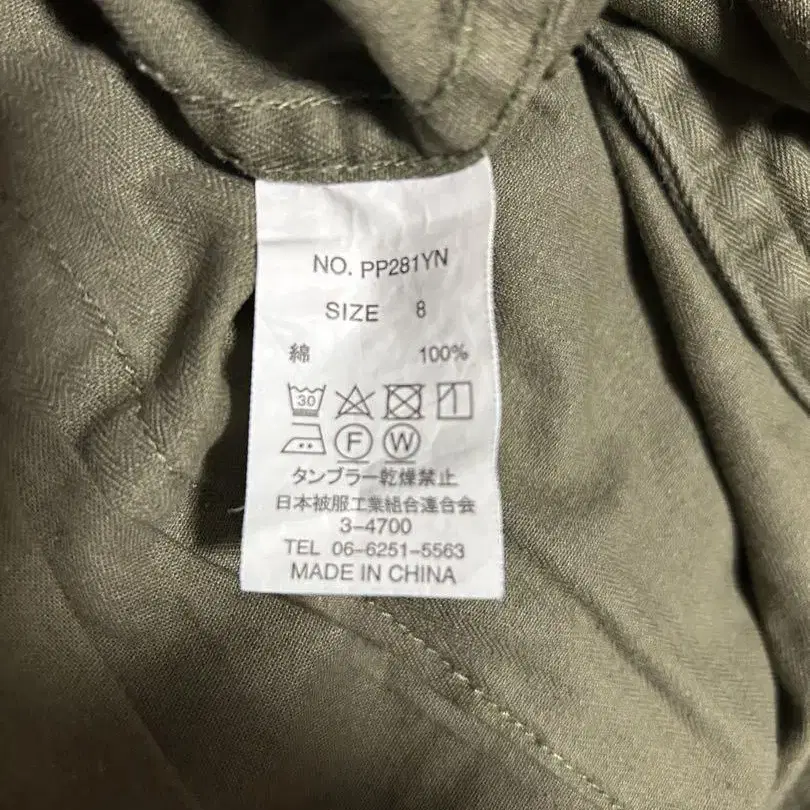 NO. PP281YN
SIZE 8
綿 100%
30
F W
タンブラー乾燥禁止
日本被服工業組合連合会
3-4700
TEL 06-6251-5563
MADE IN CHINA